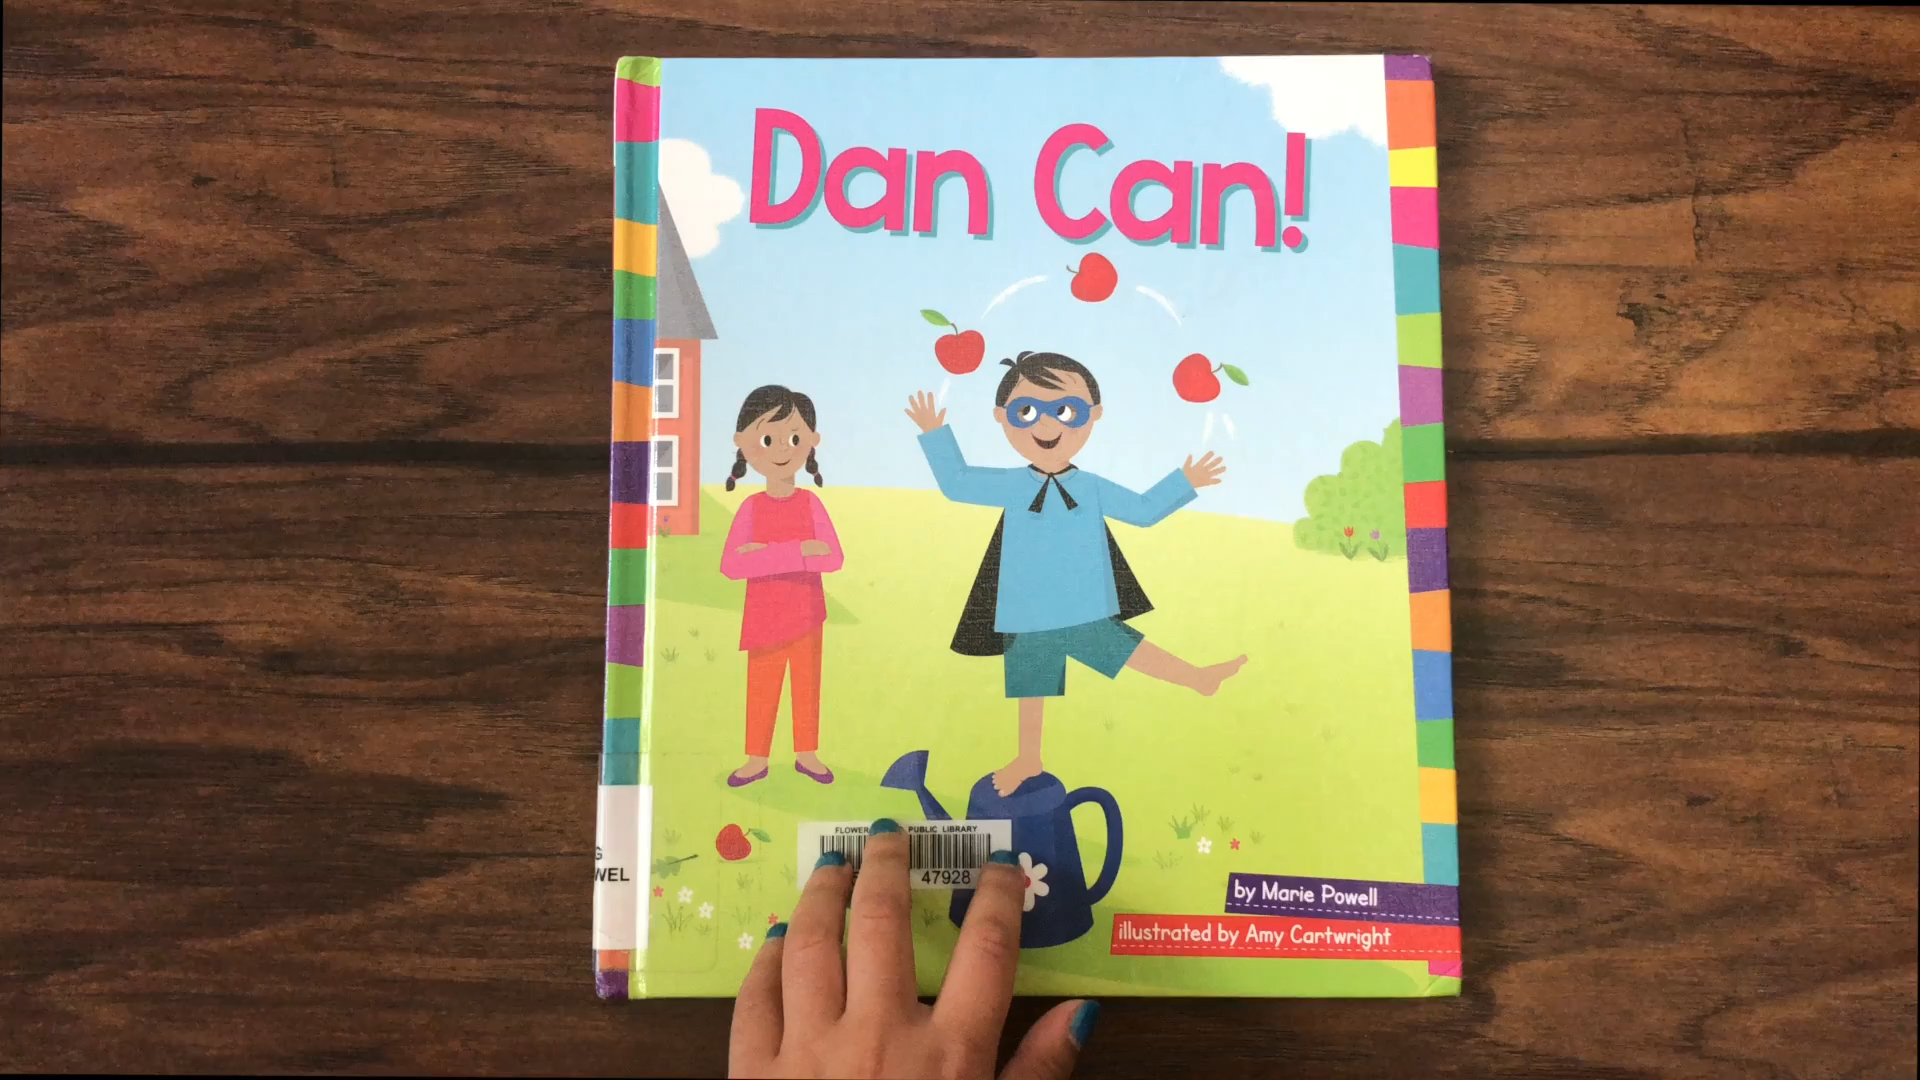 Dan Can!
PUBLIC LIBRARY
47928
WEL
by Marie Powell
illustrated by Amy Cartwright